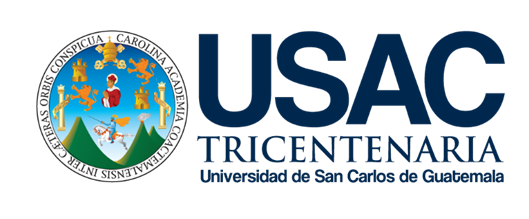 CAROLINA ACADEMIA COACTEMALENSIS INTER CÆTERAS ORBIS CONSPICUA
USAC
TRICENTENARIA
Universidad de San Carlos de Guatemala